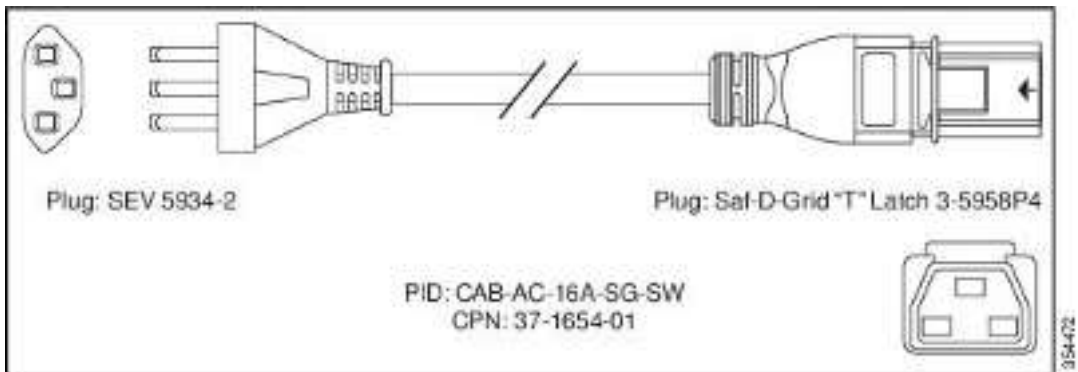 Plug: SEV 5934-2
Plug: Saf-D-Grid "T" Latch 3-5958P4
PID: CAB-AC-16A-SG-SW
CPN: 37-1654-01
354472